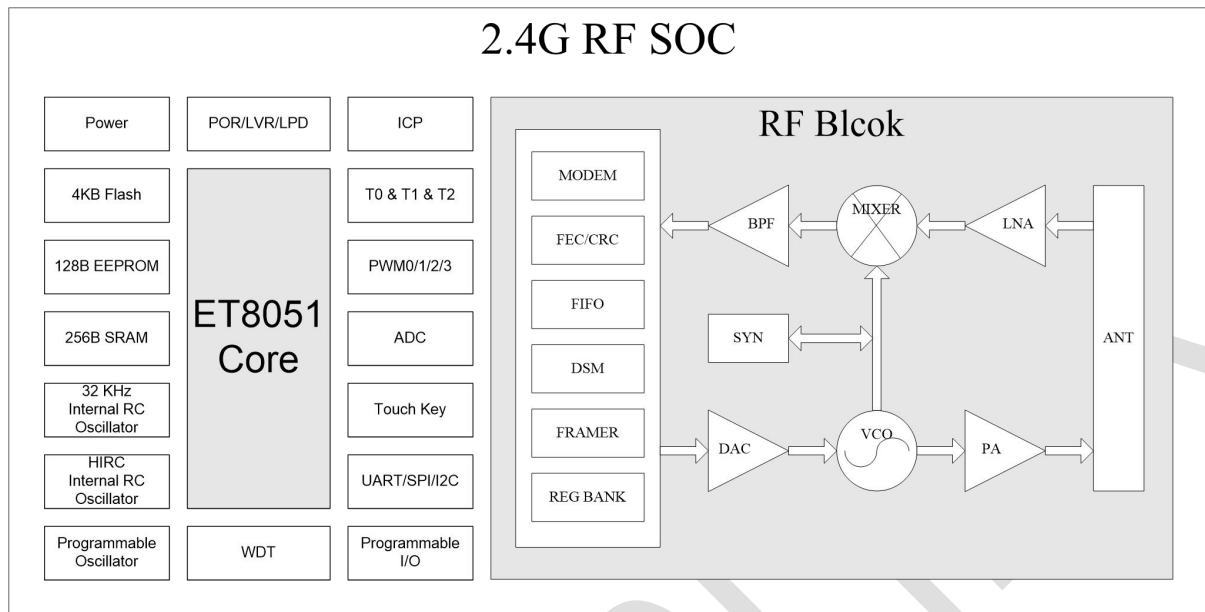 2.4G RF SOC
Power
POR/LVR/LPD
ICP
4KB Flash
T0 & T1 & T2
128B EEPROM
PWM0/1/2/3
ET8051
Core
256B SRAM
ADC
32 KHz
Internal RC
Oscillator
Touch Key
HIRC
Internal RC
Oscillator
UART/SPI/I2C
Programmable
Oscillator
WDT
Programmable
I/O
RF Blcok
MODEM
FEC/CRC
FIFO
DSM
FRAMER
REG BANK
BPF
MIXER
LNA
SYN
ANT
DAC
VCO
PA